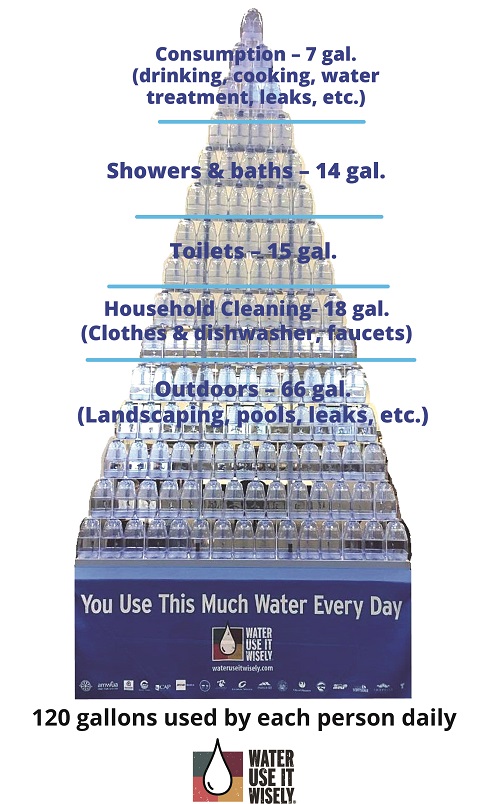 Consumption – 7 gal.
(drinking, cooking, water
treatment, leaks, etc.)
Showers & baths – 14 gal.
Toilets – 15 gal.
Household Cleaning- 18 gal.
(Clothes & dishwasher, faucets)
Outdoors – 66 gal.
(Landscaping, pools, leaks, etc.)
You Use This Much Water Every Day
WATER
USE IT
WISELY
wateruseitwisely.com
amwua
CAP
120 gallons used by each person daily
WATER
USE IT
WISELY.